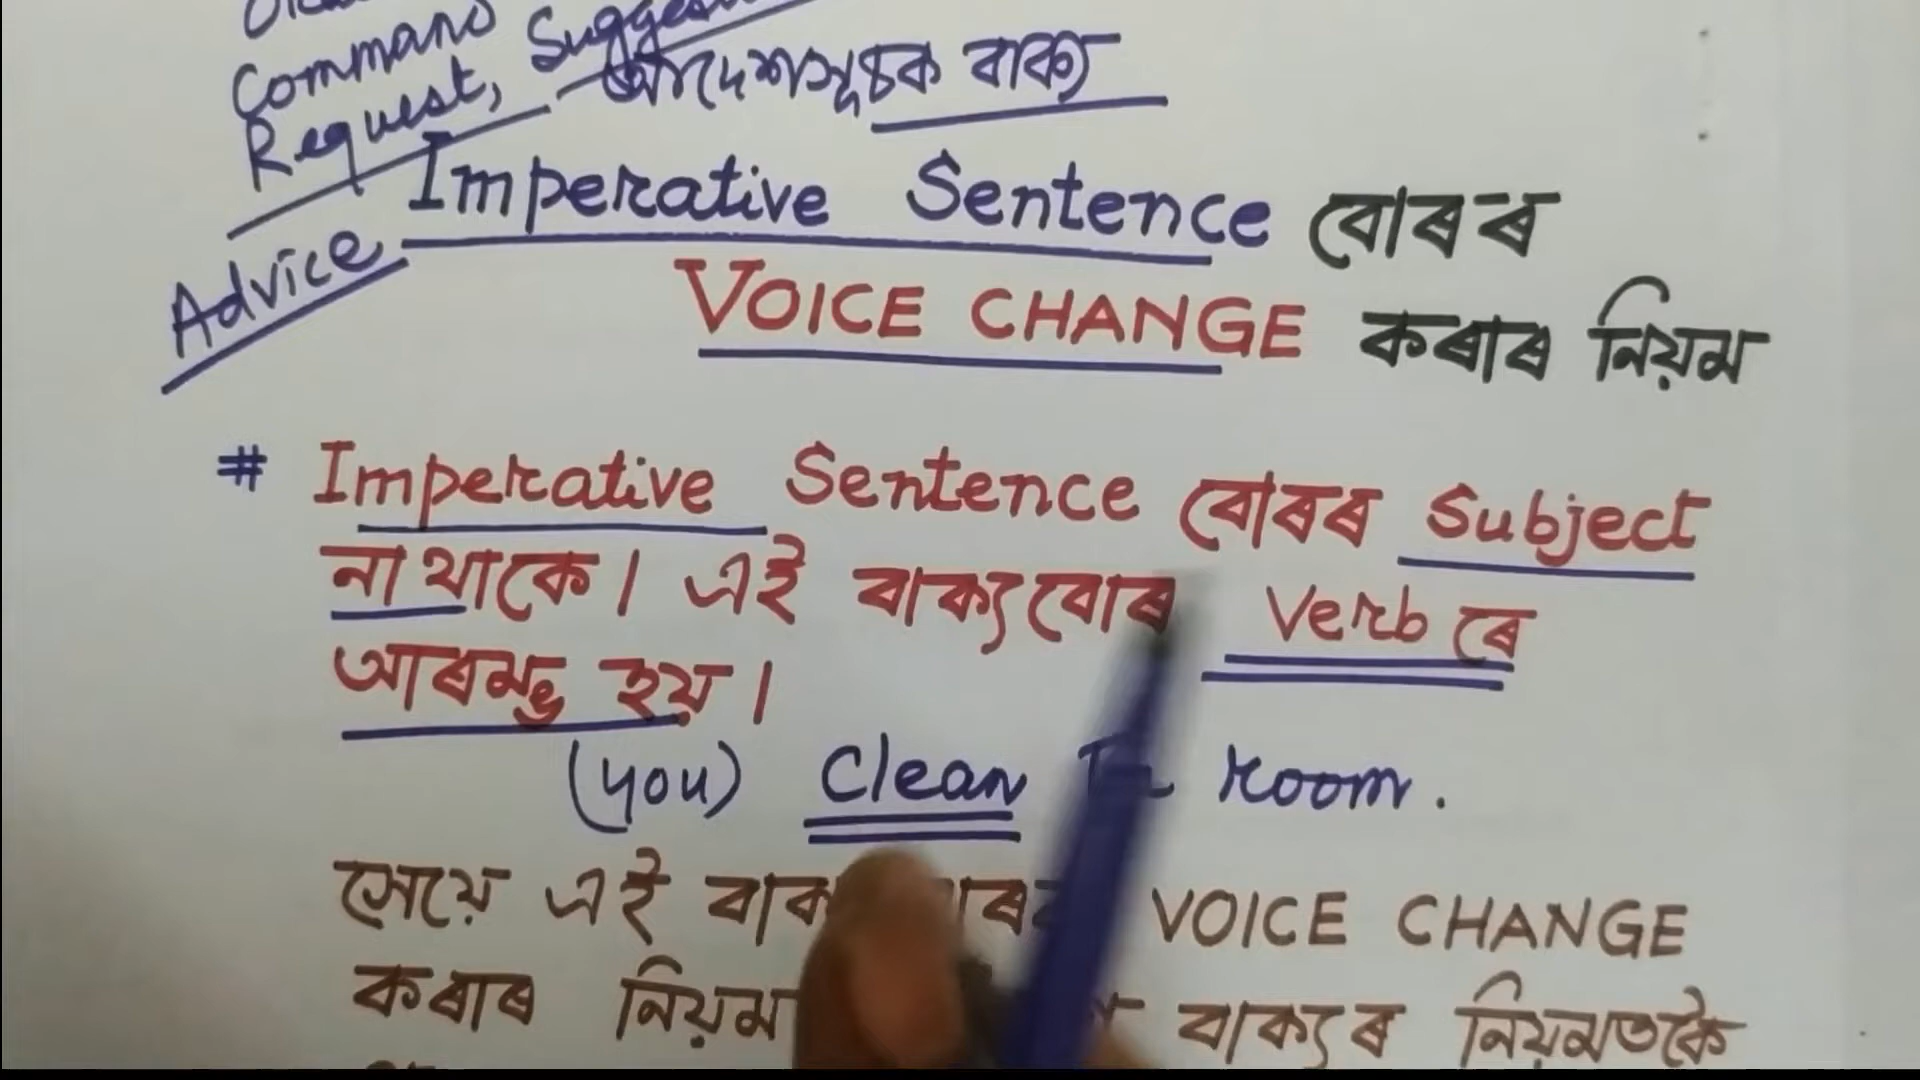 Command
Request, Suggest
আদেশসূচক বাক্য
Advice
Imperative Sentence বোৰৰ
VOICE CHANGE কৰাৰ নিয়ম
# Imperative Sentence বোৰৰ Subject
না থাকে। এই বাক্যবোৰ Verb ৰে
আৰম্ভ হয়।
(you) Clean room.
সেয়ে এই VOICE CHANGE
কৰাৰ নিয়ম বাক্যৰ নিয়মতকৈ